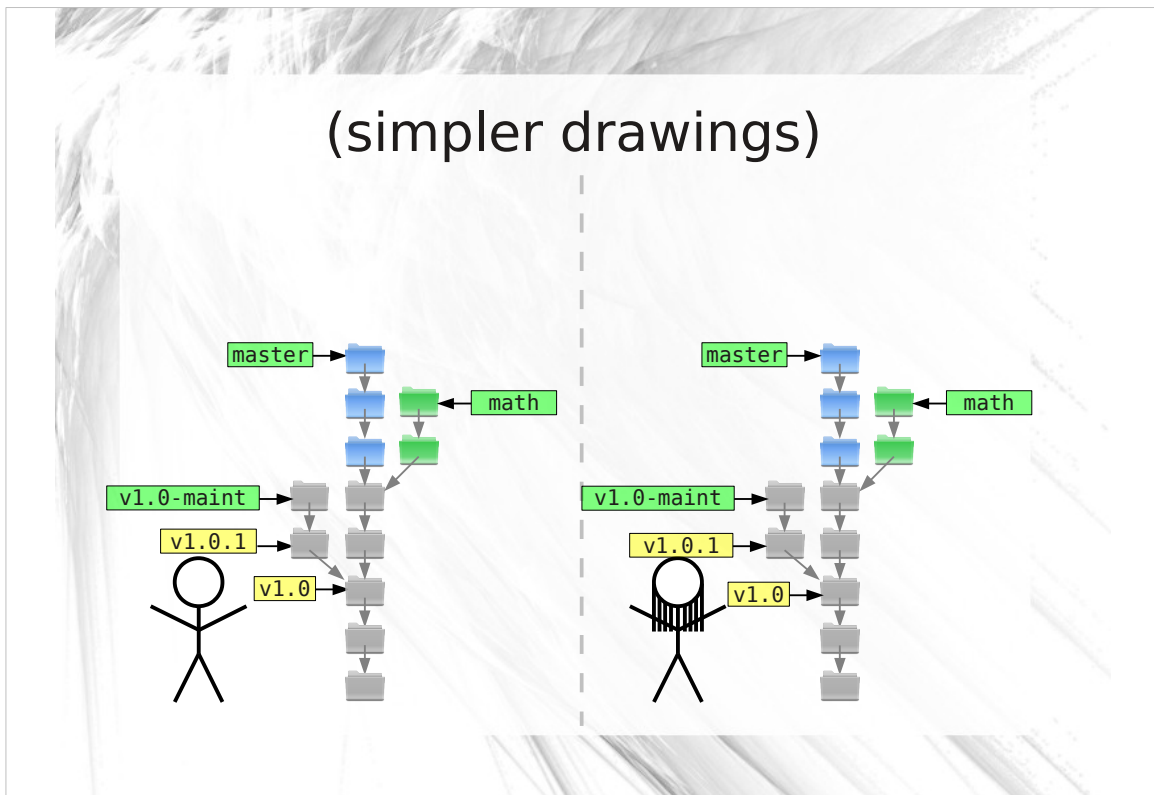 (simpler drawings)
master
math
v1.0-maint
v1.0.1
v1.0
master
math
v1.0-maint
v1.0.1
v1.0